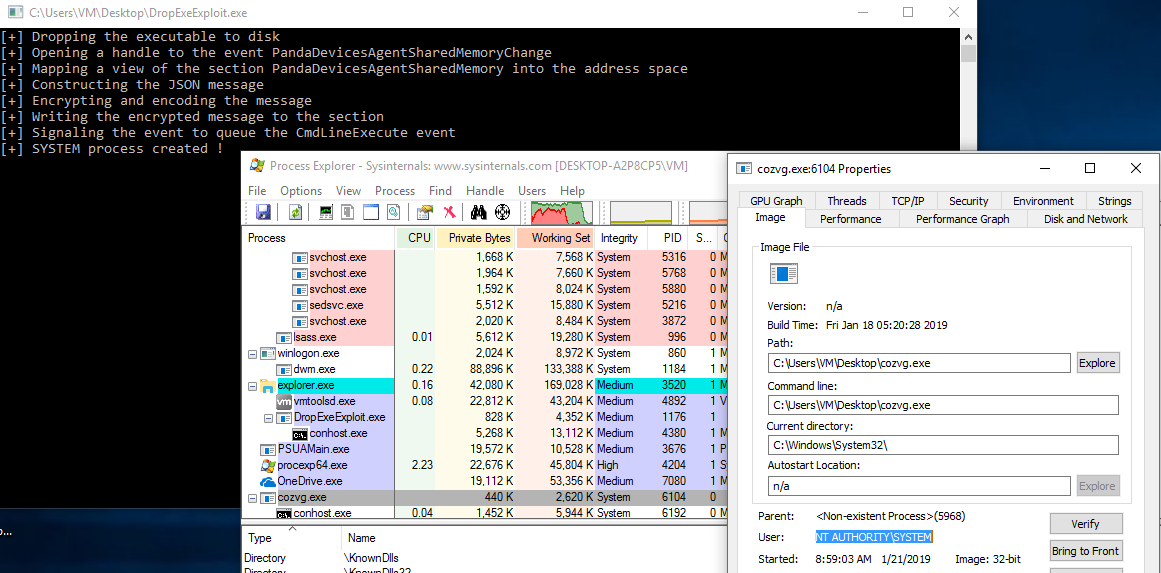 C:\Users\VM\Desktop\DropExeExploit.exe
[+] Dropping the executable to disk
[+] Opening a handle to the event PandaDevicesAgentSharedMemoryChange
[+] Mapping a view of the section PandaDevicesAgentSharedMemory into the address space
[+] Constructing the JSON message
[+] Encrypting and encoding the message
[+] Writing the encrypted message to the section
[+] Signaling the event to queue the CmdLineExecute event
[+] SYSTEM process created !
Process Explorer - Sysinternals: www.sysinternals.com [DESKTOP-A2P8CP5\VM]
File Options View Process Find Handle Users Help
Process CPU Private Bytes Working Set Integrity PID S...
svchost.exe 1,668 K 7,568 K System 5316 0 M
svchost.exe 1,964 K 7,660 K System 5768 0 M
svchost.exe 1,592 K 8,024 K System 5880 0 M
sedsvc.exe 5,512 K 15,880 K System 5216 0 M
svchost.exe 2,020 K 8,484 K System 3872 0 M
lsass.exe 0.01 5,612 K 19,280 K System 996 0 M
winlogon.exe 2,024 K 8,972 K System 860 1 M
dwm.exe 0.22 88,896 K 133,388 K System 1184 1 M
explorer.exe 0.16 42,080 K 169,028 K Medium 3520 1 M
vmtoolsd.exe 0.08 22,812 K 43,204 K Medium 4892 1 V
DropExeExploit.exe 828 K 4,352 K Medium 1176 1
conhost.exe 5,268 K 13,112 K Medium 4380 1 M
PSUAMain.exe 19,572 K 10,528 K Medium 3676 1 P
procexp64.exe 2.23 22,676 K 45,804 K High 4204 1 S
OneDrive.exe 19,112 K 53,356 K Medium 7080 1 M
cozvg.exe 440 K 2,620 K System 6104 0
conhost.exe 0.04 1,452 K 5,944 K System 6192 0 M
Type Name
Directory \KnownDlls
Directory \KnownDlls32
cozvg.exe:6104 Properties
GPU Graph Threads TCP/IP Security Environment Strings
Image Performance Performance Graph Disk and Network
Image File
Version: n/a
Build Time: Fri Jan 18 05:20:28 2019
Path:
C:\Users\VM\Desktop\cozvg.exe Explore
Command line:
C:\Users\VM\Desktop\cozvg.exe
Current directory:
C:\Windows\System32\
Autostart Location:
n/a Explore
Parent: <Non-existent Process>(5968)
User: NT AUTHORITY\SYSTEM
Started: 8:59:03 AM 1/21/2019 Image: 32-bit
Verify
Bring to Front